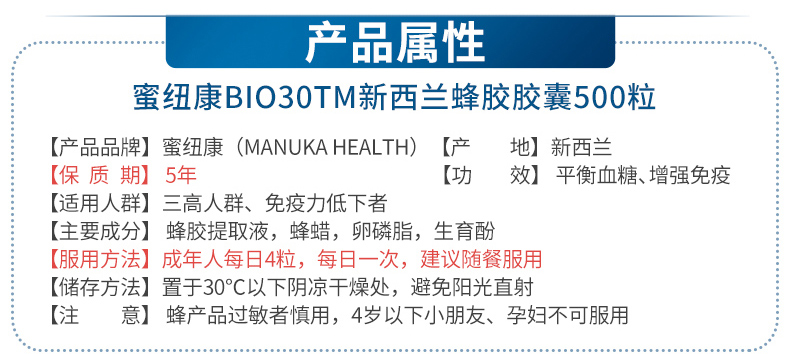 产品属性
蜜纽康BIO30TM新西兰蜂胶胶囊500粒
【产品品牌】蜜纽康（MANUKA HEALTH）【产 地】新西兰
【保 质 期】5年 【功 效】平衡血糖、增强免疫
【适用人群】三高人群、免疫力低下者
【主要成分】蜂胶提取液，蜂蜡，卵磷脂，生育酚
【服用方法】成年人每日4粒，每日一次，建议随餐服用
【储存方法】置于30℃以下阴凉干燥处，避免阳光直射
【注 意】蜂产品过敏者慎用，4岁以下小朋友、孕妇不可服用